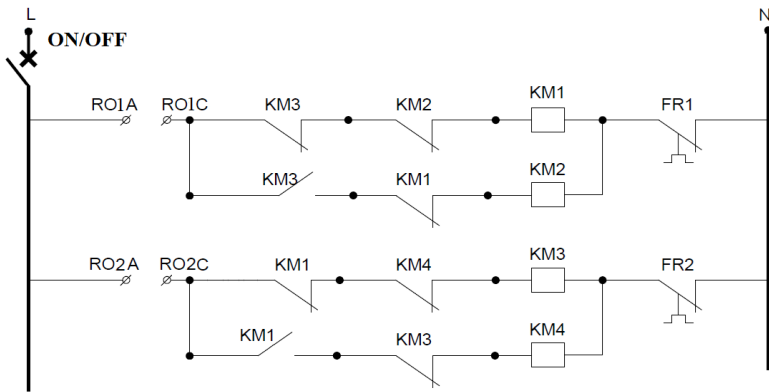 L
N
ON/OFF
RO1A RO1C KM3 KM2 KM1 FR1
KM3 KM1 KM2
RO2A RO2C KM1 KM4 KM3 FR2
KM1 KM3 KM4